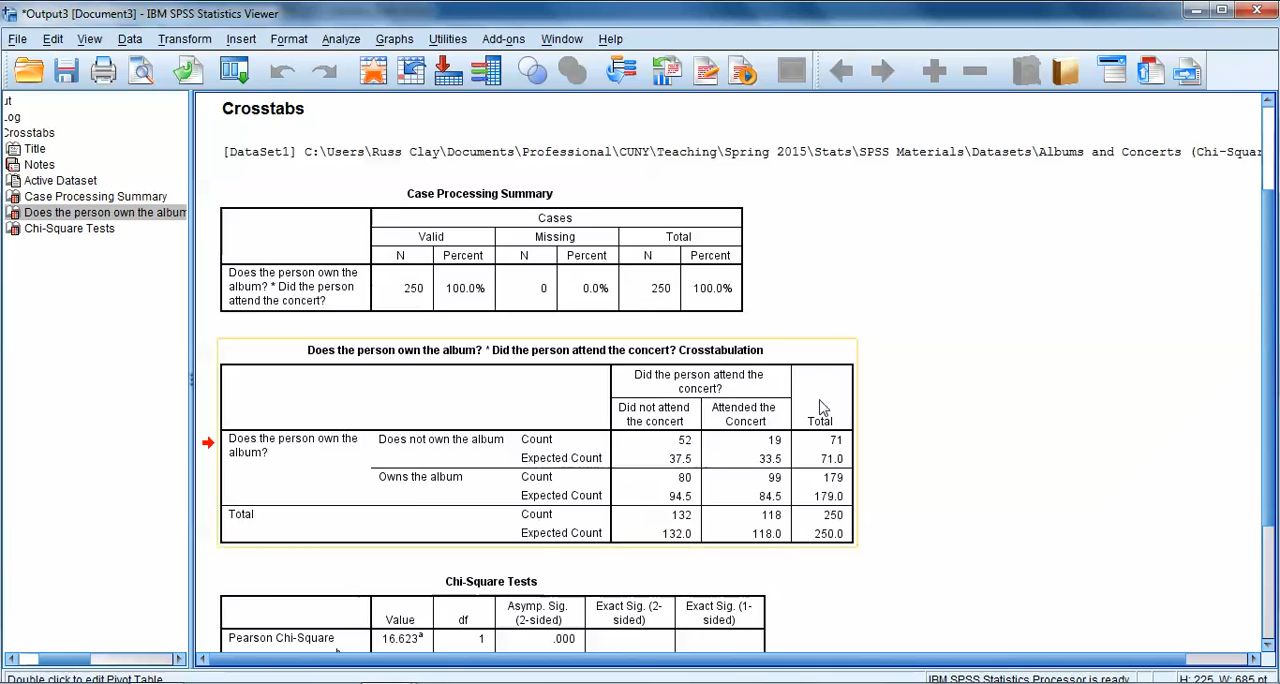 *Output3 [Document3] - IBM SPSS Statistics Viewer
File Edit View Data Transform Insert Format Analyze Graphs Utilities Add-ons Window Help
ut
Log
Crosstabs
Title
Notes
Active Dataset
Case Processing Summary
Does the person own the album
Chi-Square Tests
Crosstabs
[DataSet1] C:\Users\Russ Clay\Documents\Professional\CUNY\Teaching\Spring 2015\Stats\SPSS Materials\Datasets\Albums and Concerts (Chi-Squar
Case Processing Summary
Cases
Valid Missing Total
N Percent N Percent N Percent
Does the person own the
album? * Did the person
attend the concert?
250 100.0% 0 0.0% 250 100.0%
Does the person own the album? * Did the person attend the concert? Crosstabulation
Did the person attend the
concert?
Did not attend
the concert
Attended the
Concert
Total
Does the person own the
album?
Does not own the album Count 52 19 71
Expected Count 37.5 33.5 71.0
Owns the album Count 80 99 179
Expected Count 94.5 84.5 179.0
Total Count 132 118 250
Expected Count 132.0 118.0 250.0
Chi-Square Tests
Value df
Asymp. Sig.
(2-sided)
Exact Sig. (2-
sided)
Exact Sig. (1-
sided)
Pearson Chi-Square 16.623a 1 .000
Double click to edit Pivot Table
IBM SPSS Statistics Processor is ready
H: 225, W: 685 pt